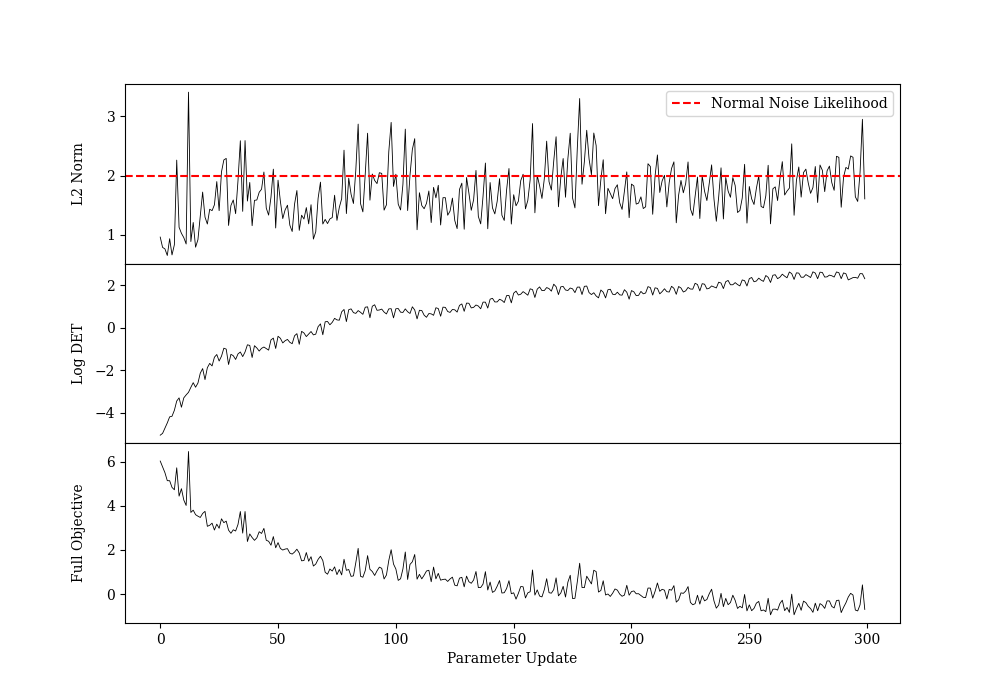 Normal Noise Likelihood
3
2
1
L2 Norm
2
0
−2
−4
Log DET
6
4
2
0
Full Objective
0 50 100 150 200 250 300
Parameter Update